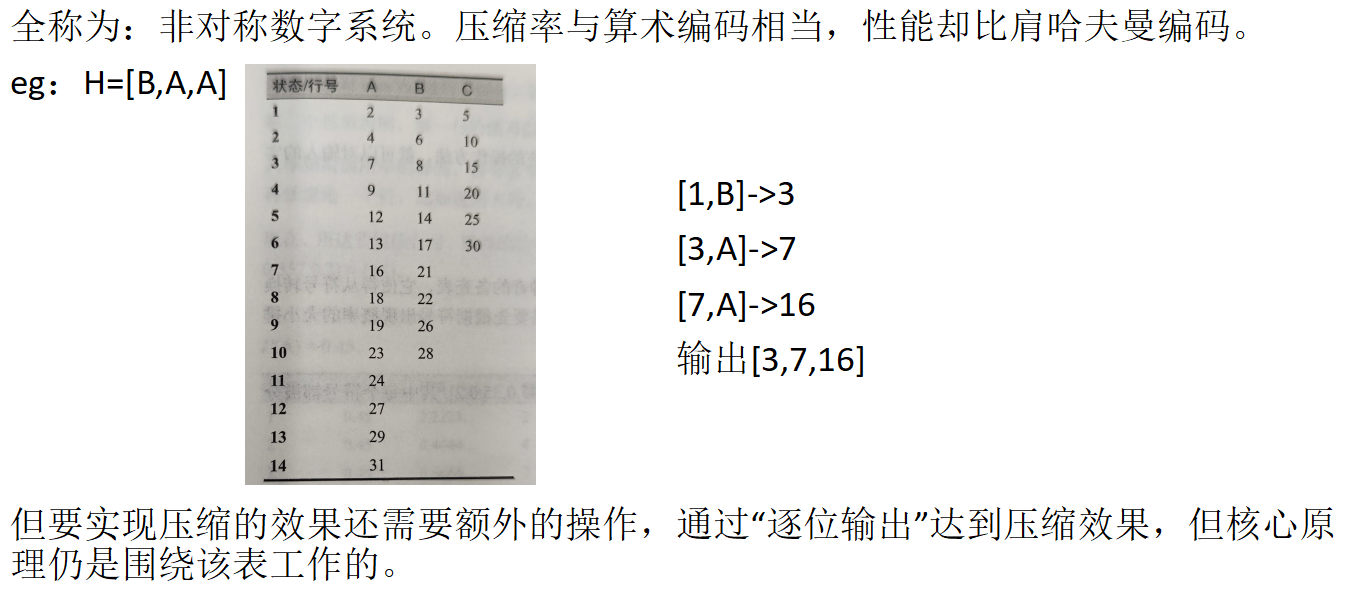 全称为：非对称数字系统。压缩率与算术编码相当，性能却比肩哈夫曼编码。
eg：H=[B,A,A]
状态/行号 A B C
1 2 3 5
2 4 6 10
3 7 8 15
4 9 11 20
5 12 14 25
6 13 17 30
7 16 21
8 18 22
9 19 26
10 23 28
11 24
12 27
13 29
14 31
[1,B]->3
[3,A]->7
[7,A]->16
输出[3,7,16]
但要实现压缩的效果还需要额外的操作，通过“逐位输出”达到压缩效果，但核心原
理仍是围绕该表工作的。